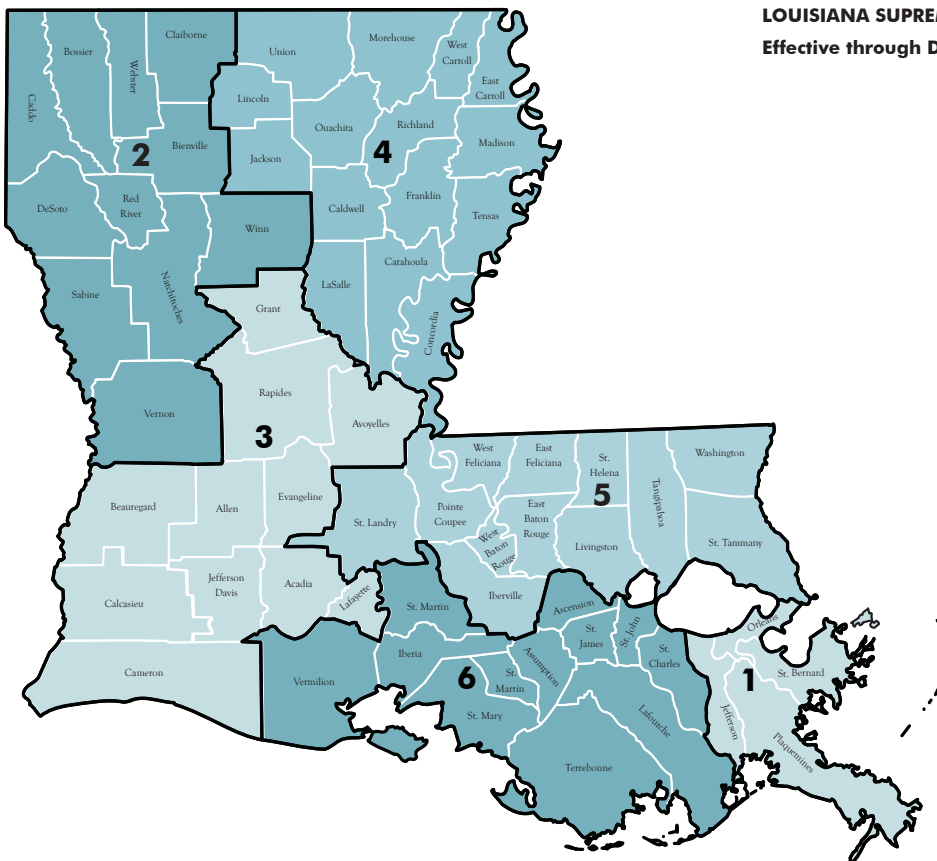 LOUISIANA SUPREM
Effective through D
Claiborne
Bossier
Webster
Caddo
2
Bienville
DeSoto
Red
River
Natchitoches
Sabine
Winn
Vernon
Union
Morehouse
West
Carroll
East
Carroll
Lincoln
Ouachita
Richland
Madison
Jackson
4
Caldwell
Franklin
Tensas
LaSalle
Catahoula
Concordia
Grant
Rapides
3
Avoyelles
Beauregard
Allen
Evangeline
Calcasieu
Jefferson
Davis
Acadia
Lafayette
Cameron
West
Feliciana
East
Feliciana
St.
Helena
5
Tangipahoa
Washington
St. Landry
Pointe
Coupee
West
Baton
Rouge
East
Baton
Rouge
Livingston
St. Tammany
Iberville
St. Martin
Ascension
St.
James
St. John
St.
Charles
Iberia
6
St.
Martin
Assumption
Vermilion
St. Mary
Lafourche
Terrebonne
Orleans
1
St. Bernard
Jefferson
Plaquemines